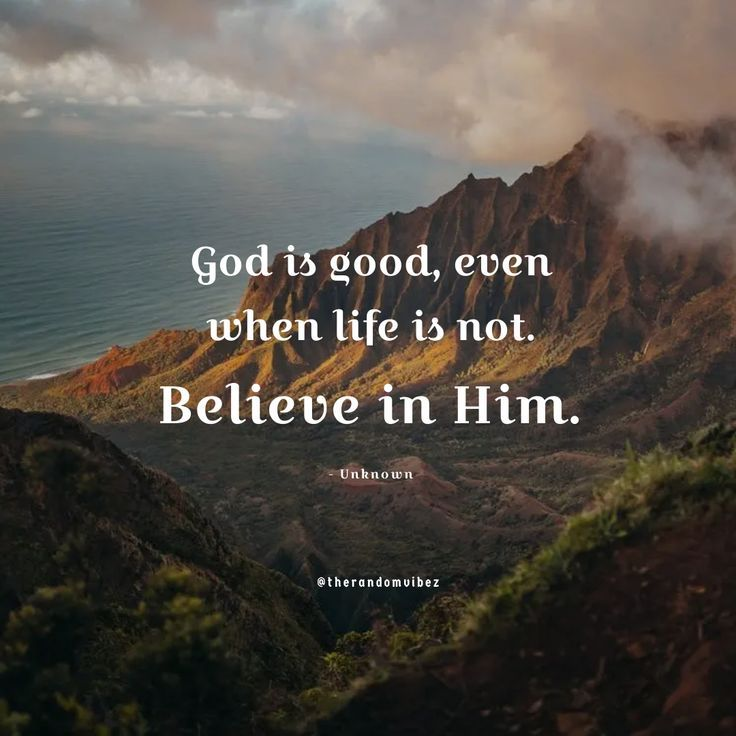 God is good, even
when life is not.
Believe in Him.
- Unknown
@therandomvibez